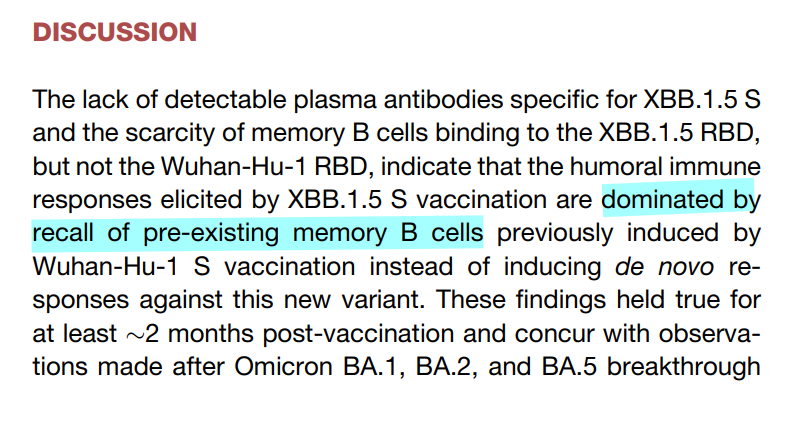 DISCUSSION
The lack of detectable plasma antibodies specific for XBB.1.5 S
and the scarcity of memory B cells binding to the XBB.1.5 RBD,
but not the Wuhan-Hu-1 RBD, indicate that the humoral immune
responses elicited by XBB.1.5 S vaccination are dominated by
recall of pre-existing memory B cells previously induced by
Wuhan-Hu-1 S vaccination instead of inducing de novo re-
sponses against this new variant. These findings held true for
at least ~2 months post-vaccination and concur with observa-
tions made after Omicron BA.1, BA.2, and BA.5 breakthrough